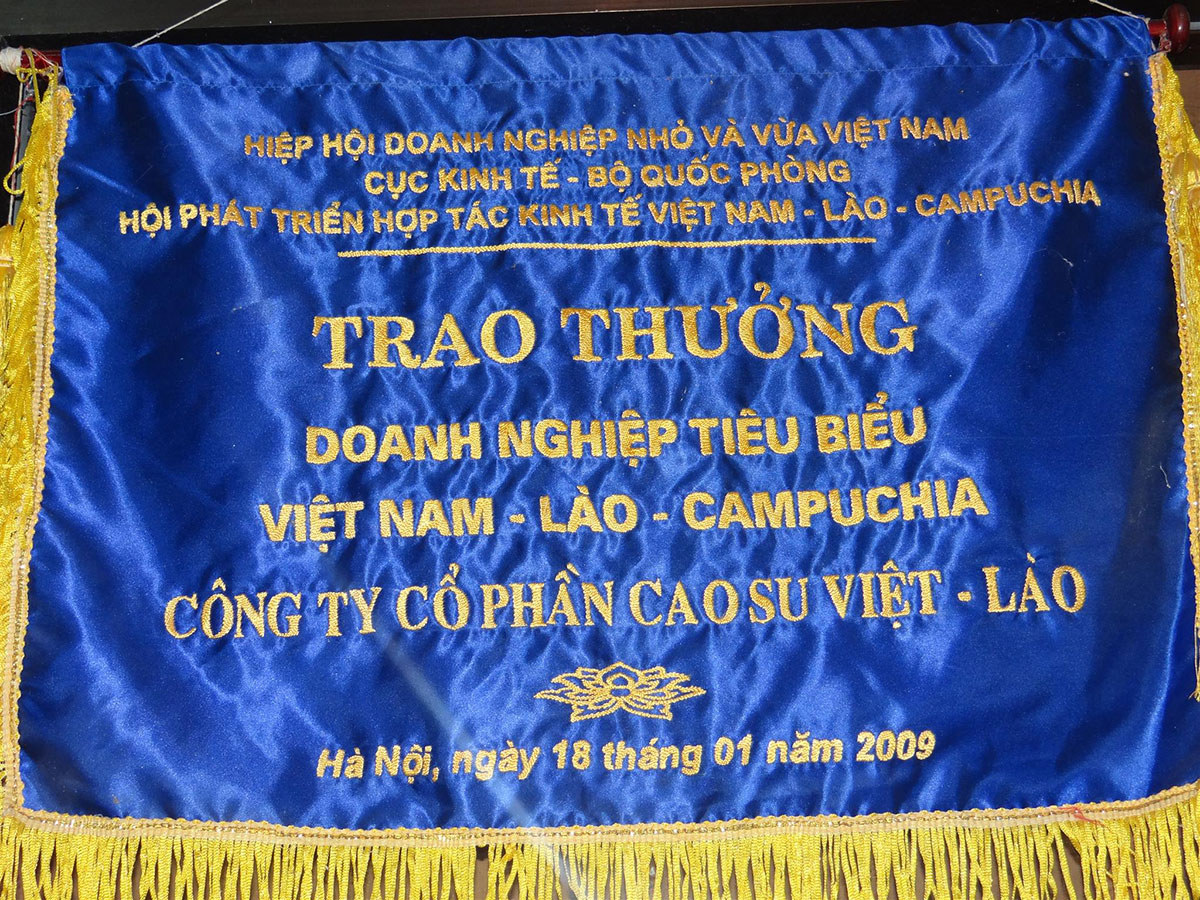 HIỆP HỘI DOANH NGHIỆP NHỎ VÀ VỪA VIỆT NAM
CỤC KINH TẾ - BỘ QUỐC PHÒNG
HỘI PHÁT TRIỂN HỢP TÁC KINH TẾ VIỆT NAM - LÀO - CAMPUCHIA
TRAO THƯỞNG
DOANH NGHIỆP TIÊU BIỂU
VIỆT NAM - LÀO - CAMPUCHIA
CÔNG TY CỔ PHẦN CAO SU VIỆT - LÀO
Hà Nội, ngày 18 tháng 01 năm 2009